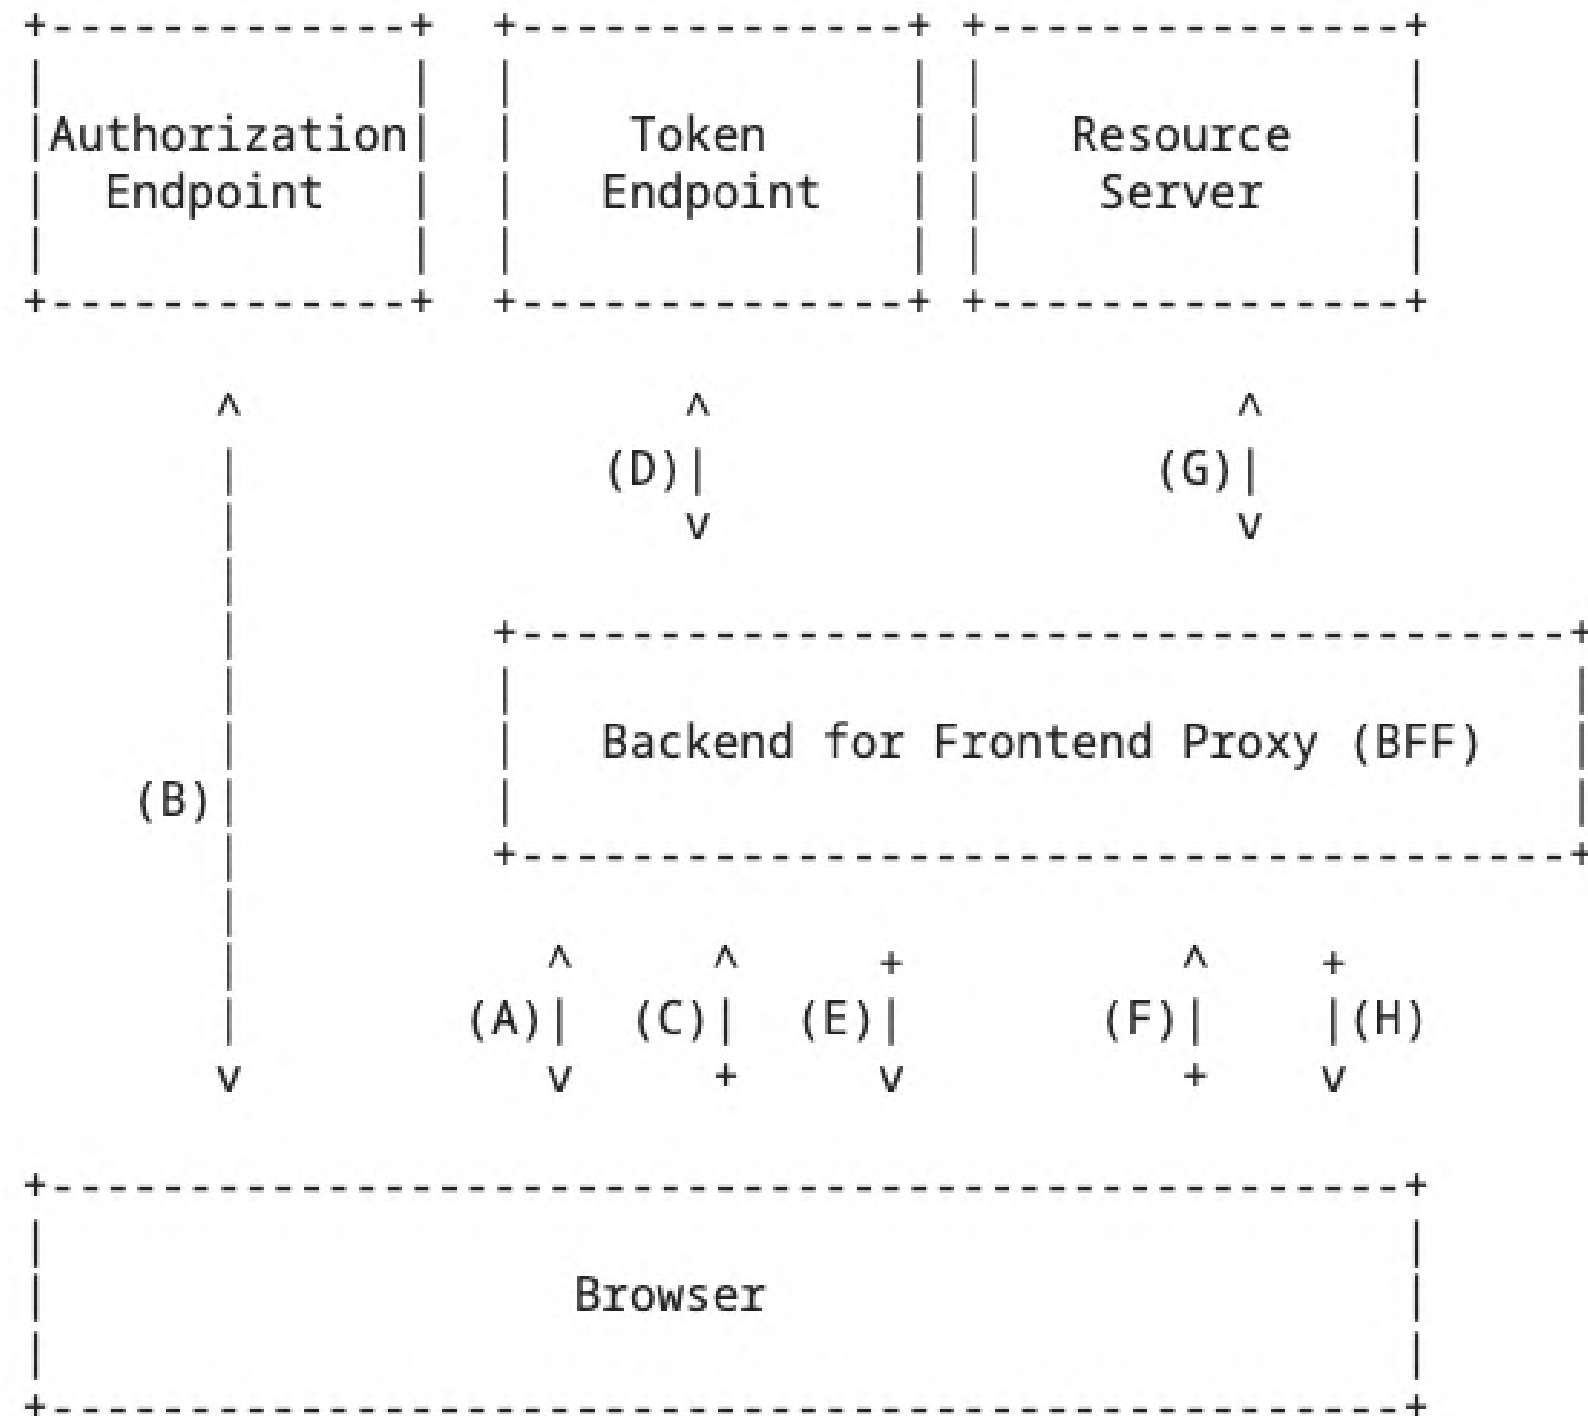 +--------------+  +--------------+ +---------------+
|              |  |              | |               |
|Authorization|  |    Token     | |   Resource    |
|  Endpoint   |  |   Endpoint   | |    Server     |
|             |  |              | |               |
+-------------+  +--------------+ +---------------+
       ^                ^                   ^
       |             (D)|                (G)|
       |                v                   v
       |
       |         +--------------------------------------+
       |         |                                      |
       |         |   Backend for Frontend Proxy (BFF)   |
    (B)|         |                                      |
       |         +--------------------------------------+
       |
       |           ^     ^     +          ^    +
       |        (A)|  (C)|  (E)|       (F)|    |(H)
       v           v     +     v          +    v
+-------------------------------------------------+
|                                                 |
|                   Browser                       |
|                                                 |
+-------------------------------------------------+